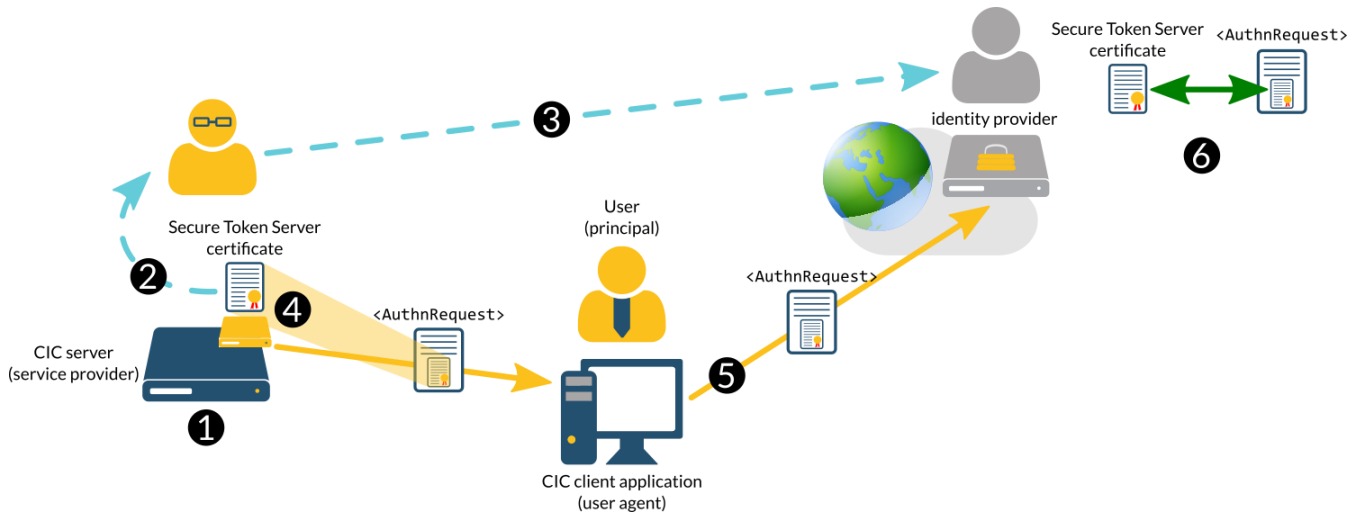 Secure Token Server
certificate
<AuthnRequest>
3
identity provider
6
User
(principal)
Secure Token Server
certificate
2
4
<AuthnRequest>
<AuthnRequest>
CIC server
(service provider)
5
1
CIC client application
(user agent)